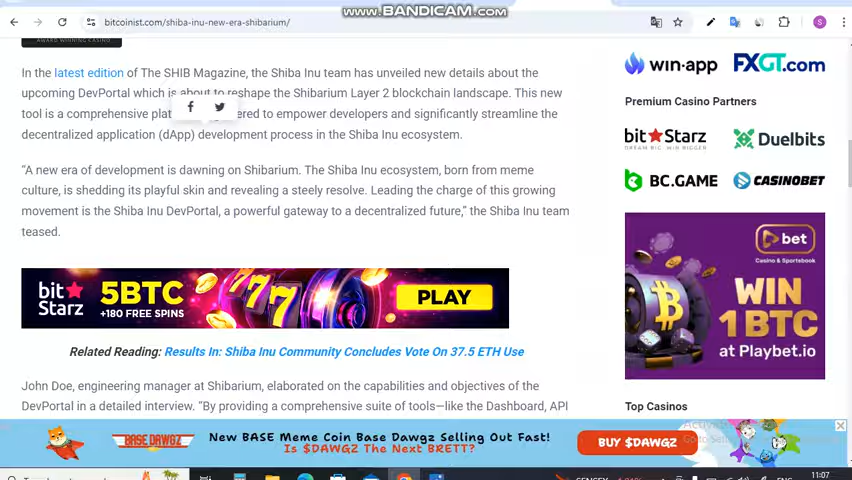 www.BANDICAM.com
bitcoinist.com/shiba-inu-new-era-shibarium/
AWARD WINNING CASINO
In the latest edition of The SHIB Magazine, the Shiba Inu team has unveiled new details about the
upcoming DevPortal which is about to reshape the Shibarium Layer 2 blockchain landscape. This new
tool is a comprehensive ered to empower developers and significantly streamline the
decentralized application (dApp) development process in the Shiba Inu ecosystem.
“A new era of development is dawning on Shibarium. The Shiba Inu ecosystem, born from meme
culture, is shedding its playful skin and revealing a steely resolve. Leading the charge of this growing
movement is the Shiba Inu DevPortal, a powerful gateway to a decentralized future,” the Shiba Inu team
teased.
bitStarz 5BTC +180 FREE SPINS 777 PLAY
Related Reading: Results In: Shiba Inu Community Concludes Vote On 37.5 ETH Use
John Doe, engineering manager at Shibarium, elaborated on the capabilities and objectives of the
DevPortal in a detailed interview. “By providing a comprehensive suite of tools—like the Dashboard, API
win·app FXGT.com
Premium Casino Partners
bitStarz Duelbits
DREAM BIG. WIN BIGGER
BC.GAME CASINOBET
bet
Casino & Sportsbook
WIN
1 BTC
at Playbet.io
Top Casinos
BASE DAWGZ
New BASE Meme Coin Base Dawgz Selling Out Fast!
Is $DAWGZ The Next BRETT?
BUY $DAWGZ
ENG
11:07